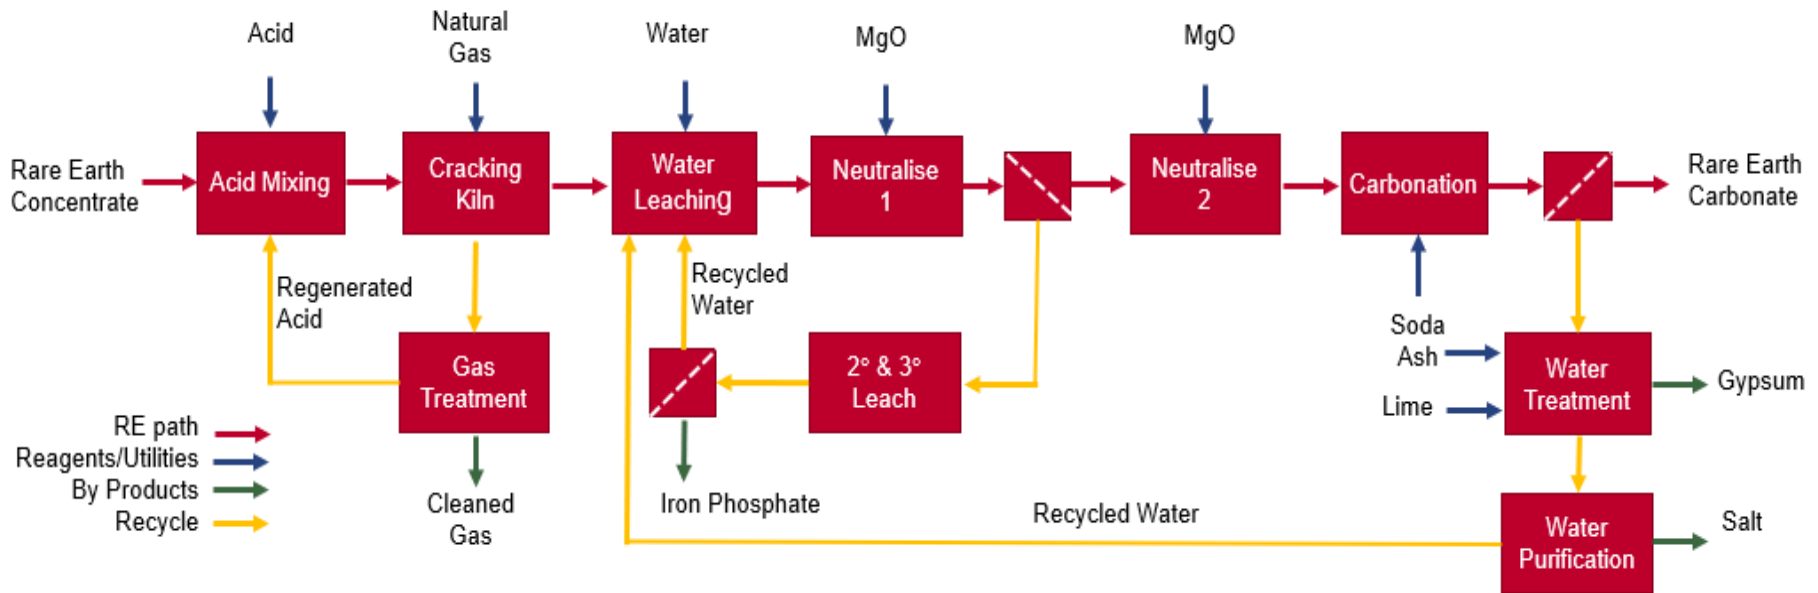 Acid
Natural
Gas
Water
MgO
MgO
Rare Earth
Concentrate
Acid Mixing
Cracking
Kiln
Water
Leaching
Neutralise
1
Neutralise
2
Carbonation
Rare Earth
Carbonate
Regenerated
Acid
Recycled
Water
Gas
Treatment
2° & 3°
Leach
Soda
Ash
Lime
Water
Treatment
Gypsum
RE path
Reagents/Utilities
By Products
Recycle
Cleaned
Gas
Iron Phosphate
Recycled Water
Water
Purification
Salt